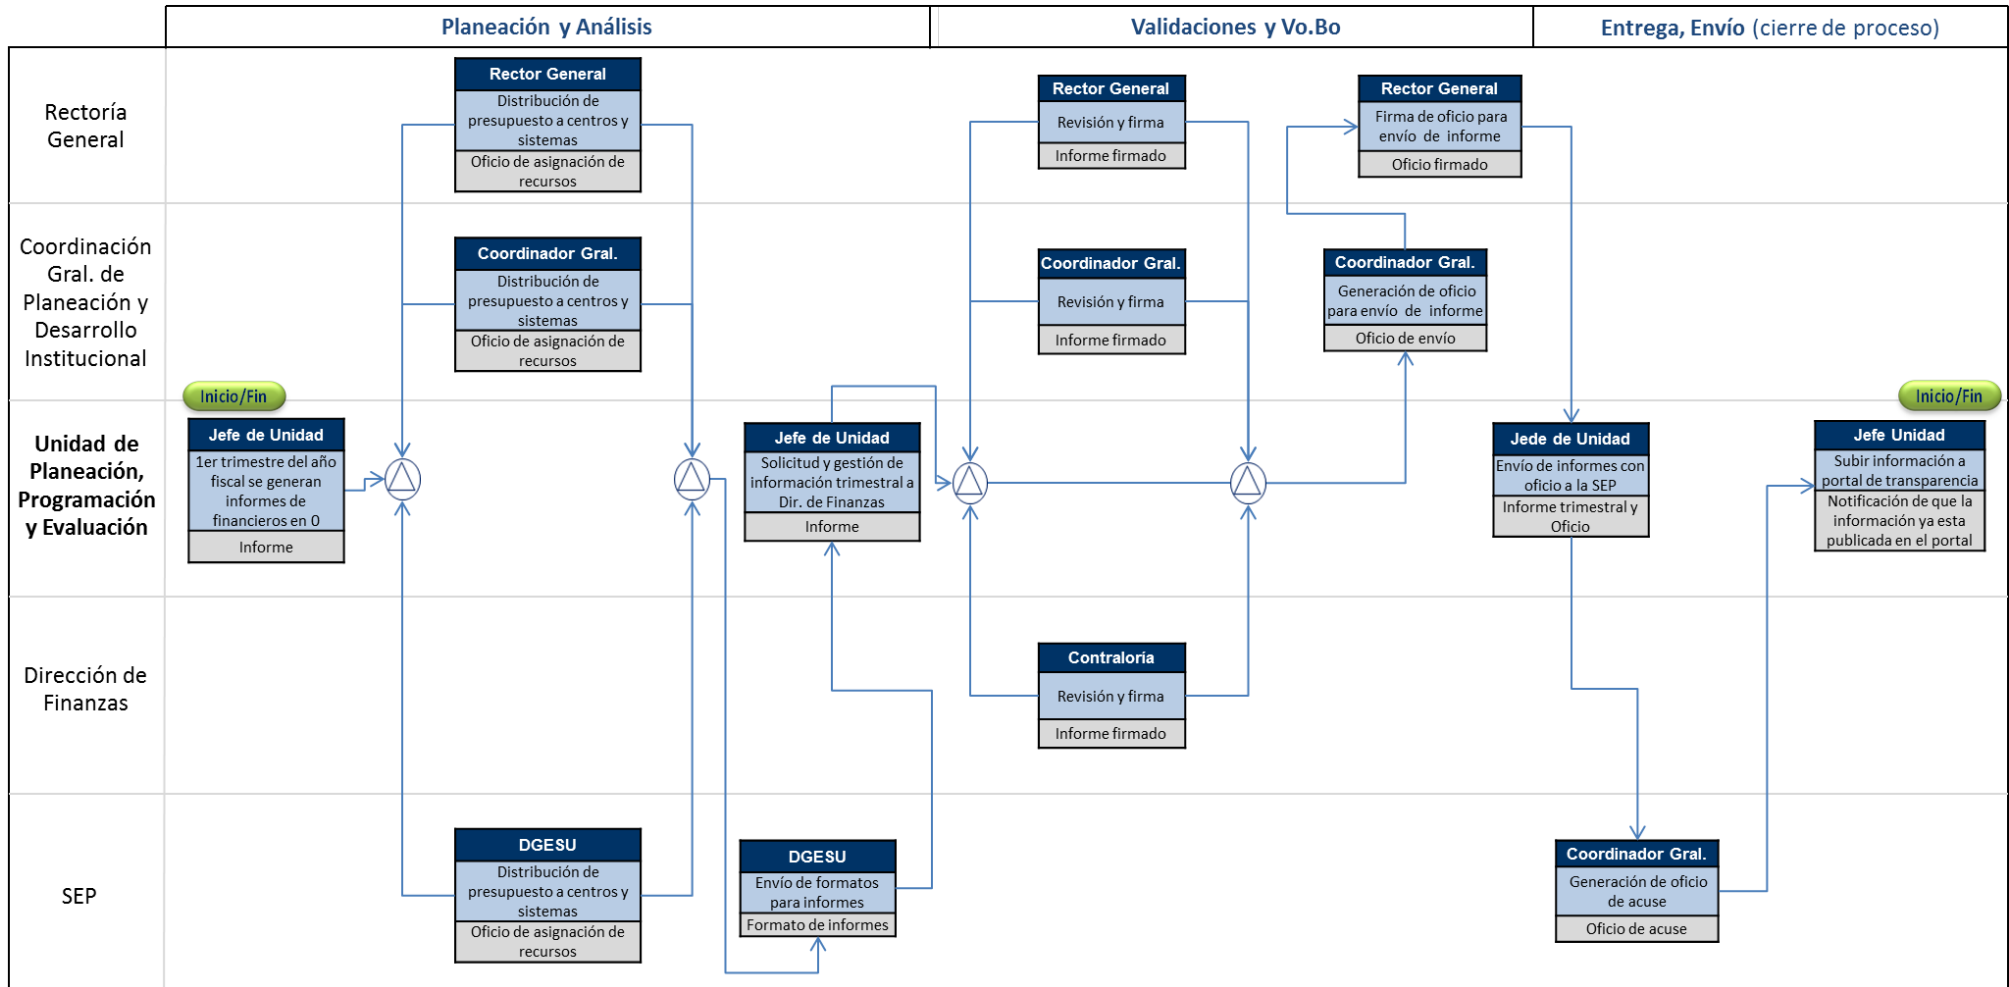 Planeación y Análisis
Validaciones y Vo.Bo
Entrega, Envío (cierre de proceso)
Rectoría
General
Rector General
Distribución de
presupuesto a centros y
sistemas
Oficio de asignación de
recursos
Rector General
Revisión y firma
Informe firmado
Rector General
Firma de oficio para
envío de informe
Oficio firmado
Coordinación
Gral. de
Planeación y
Desarrollo
Institucional
Coordinador Gral.
Distribución de
presupuesto a centros y
sistemas
Oficio de asignación de
recursos
Coordinador Gral.
Revisión y firma
Informe firmado
Coordinador Gral.
Generación de oficio
para envío de informe
Oficio de envío
Inicio/Fin
Inicio/Fin
Unidad de
Planeación,
Programación
y Evaluación
Jefe de Unidad
1er trimestre del año
fiscal se generan
informes de
financieros en 0
Informe
Jefe de Unidad
Solicitud y gestión de
información trimestral a
Dir. de Finanzas
Informe
Jede de Unidad
Envío de informes con
oficio a la SEP
Informe trimestral y
Oficio
Jefe Unidad
Subir información a
portal de transparencia
Notificación de que la
información ya esta
publicada en el portal
Dirección de
Finanzas
Contraloría
Revisión y firma
Informe firmado
SEP
DGESU
Distribución de
presupuesto a centros y
sistemas
Oficio de asignación de
recursos
DGESU
Envío de formatos
para informes
Formato de informes
Coordinador Gral.
Generación de oficio
de acuse
Oficio de acuse